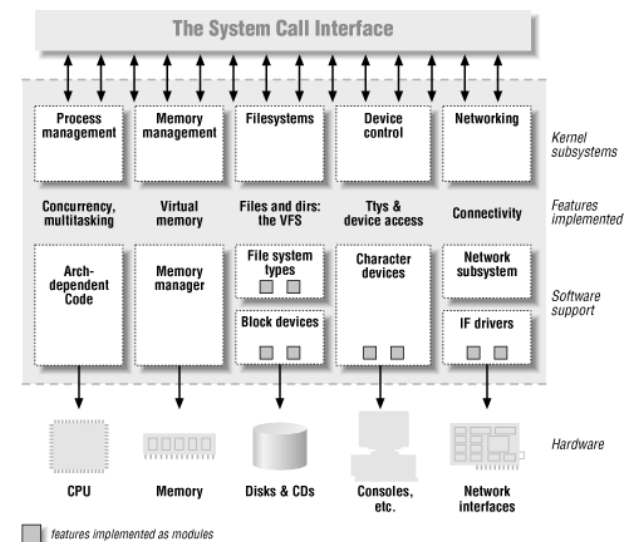 The System Call Interface
Process
management
Memory
management
Filesystems
Device
control
Networking
Kernel
subsystems
Concurrency,
multitasking
Virtual
memory
Files and dirs:
the VFS
Ttys &
device access
Connectivity
Features
implemented
Arch-
dependent
Code
Memory
manager
File system
types
Block devices
Character
devices
Network
subsystem
IF drivers
Software
support
Hardware
CPU
Memory
Disks & CDs
Consoles,
etc.
Network
interfaces
features implemented as modules